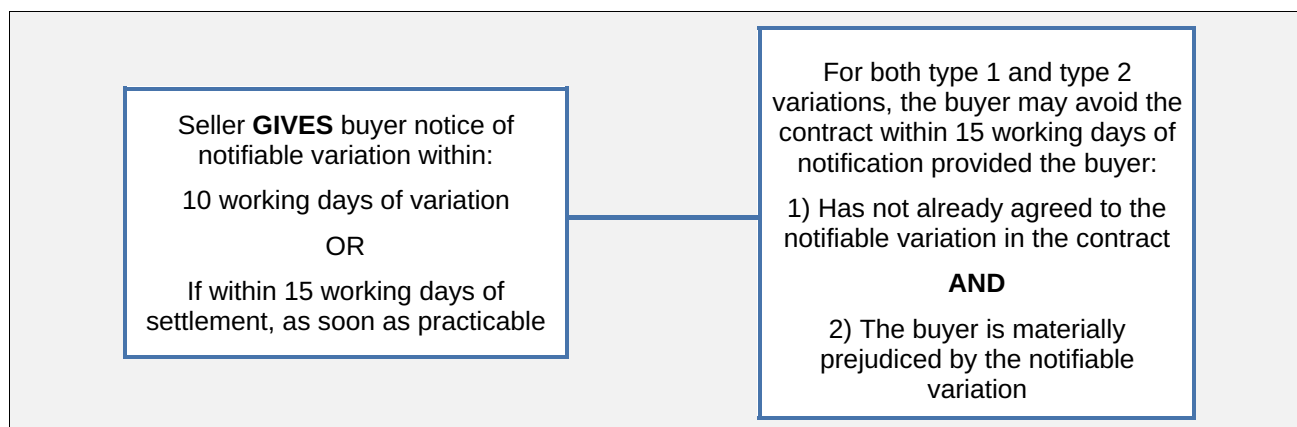 Seller GIVES buyer notice of
notifiable variation within:
10 working days of variation
OR
If within 15 working days of
settlement, as soon as practicable
For both type 1 and type 2
variations, the buyer may avoid the
contract within 15 working days of
notification provided the buyer:
1) Has not already agreed to the
notifiable variation in the contract
AND
2) The buyer is materially
prejudiced by the notifiable
variation